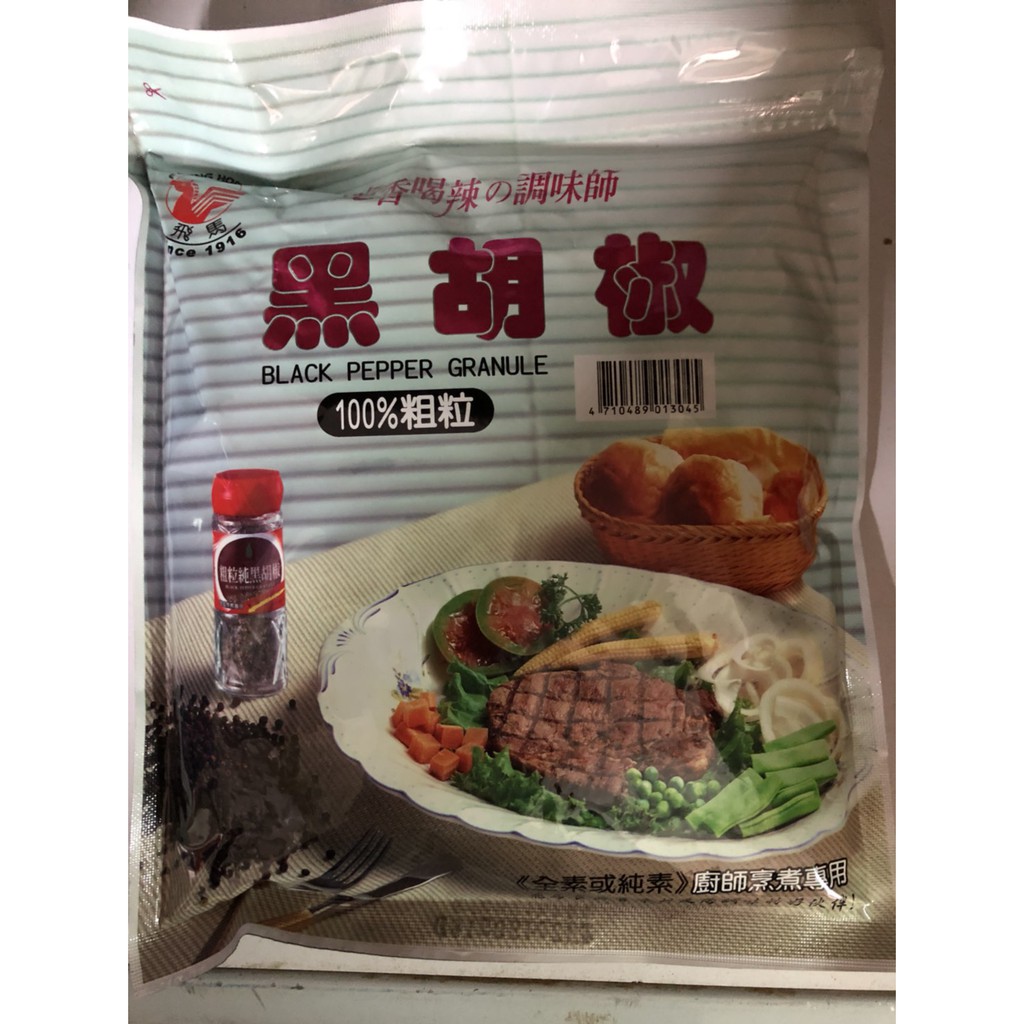 飛馬
Since 1916
香喝辣の調味師
黑胡椒
BLACK PEPPER GRANULE
100%粗粒
4 710489 013045
粗粒純黑胡椒
《全素或純素》廚師烹煮專用